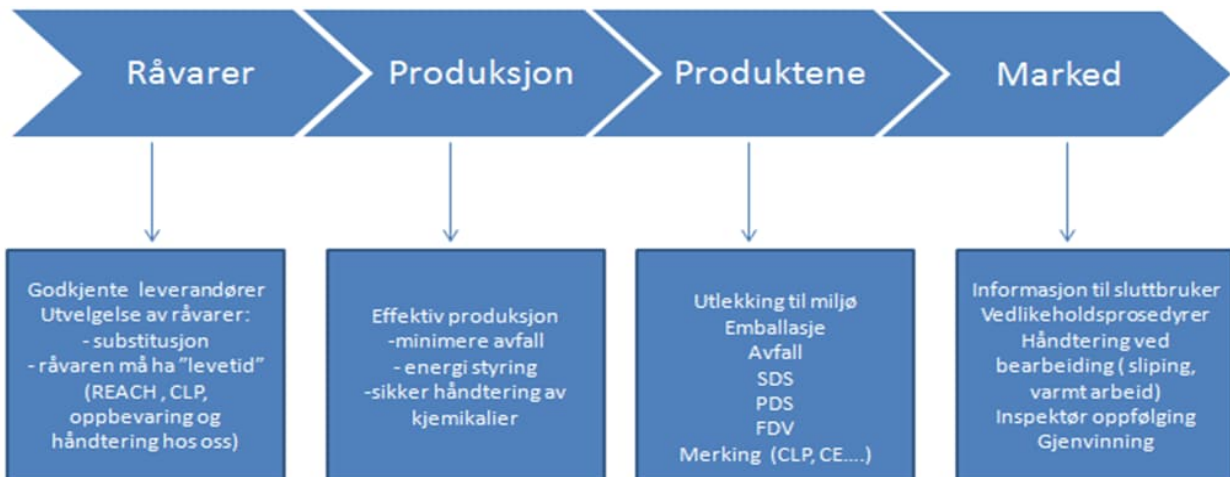 Råvarer
Produksjon
Produktene
Marked
Godkjente leverandører
Utvelgelse av råvarer:
- substitusjon
- råvaren må ha ”levetid”
(REACH , CLP,
oppbevaring og
håndtering hos oss)
Effektiv produksjon
-minimere avfall
- energi styring
-sikker håndtering av
kjemikalier
Utlekking til miljø
Emballasje
Avfall
SDS
PDS
FDV
Merking (CLP, CE....)
Informasjon til sluttbruker
Vedlikeholdsprosedyrer
Håndtering ved
bearbeiding ( sliping,
varmt arbeid)
Inspektør oppfølging
Gjenvinning